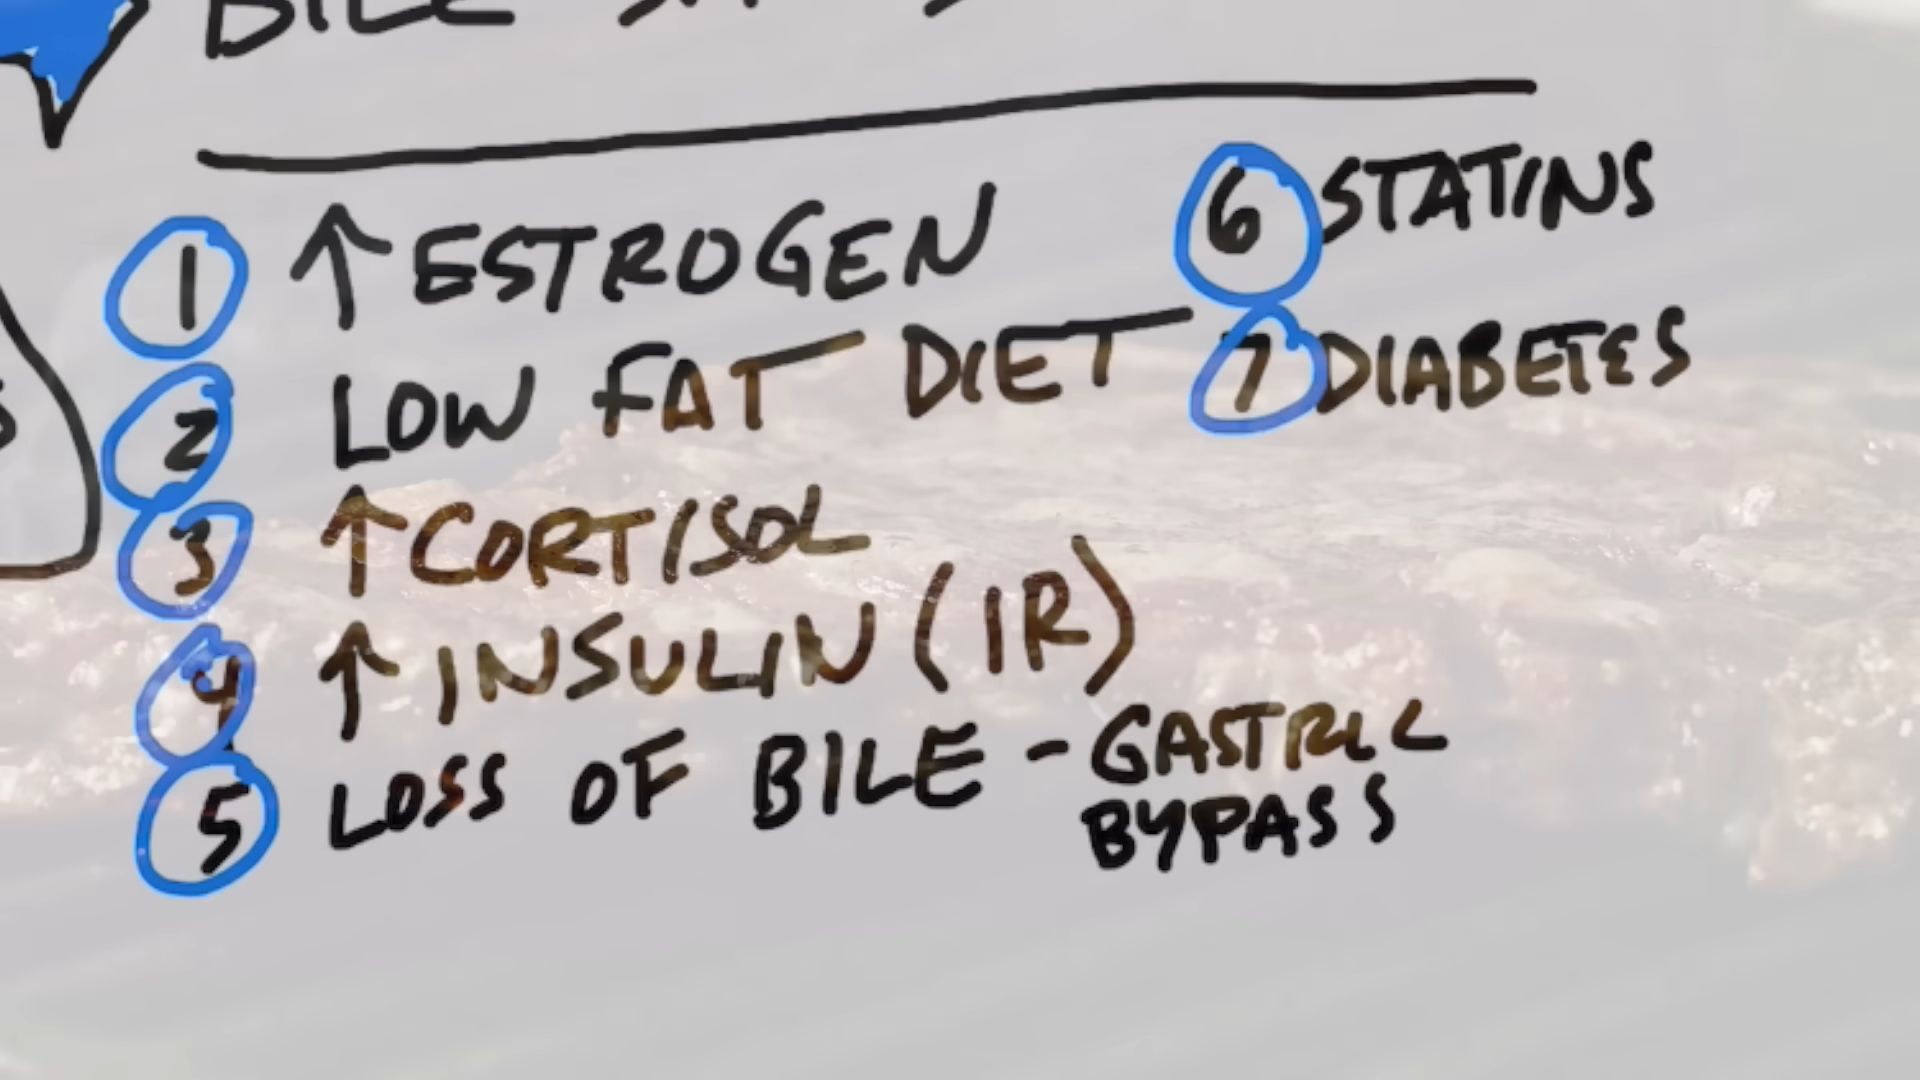 BILE
1 ↑ ESTROGEN
2 LOW FAT DIET
3 ↑ CORTISOL
4 ↑ INSULIN (IR)
5 LOSS OF BILE - GASTRIC
BYPASS
6 STATINS
7 DIABETES